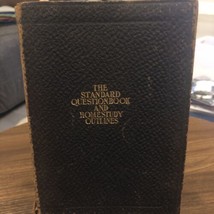 THE
STANDARD
QUESTIONBOOK
AND
HOMESTUDY
OUTLINES